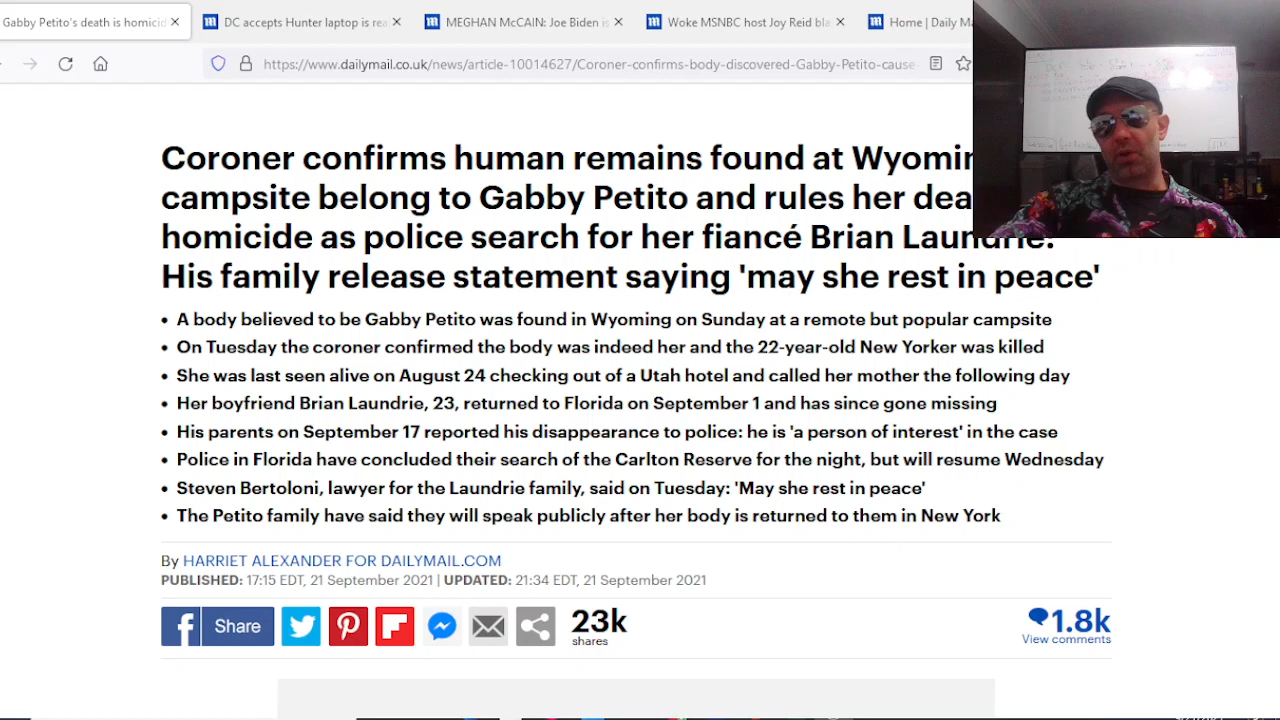 Gabby Petito's death is homicid
DC accepts Hunter laptop is rea
MEGHAN McCAIN: Joe Biden is
Woke MSNBC host Joy Reid bla
Home | Daily Ma
https://www.dailymail.co.uk/news/article-10014627/Coroner-confirms-body-discovered-Gabby-Petito-cause-
Coroner confirms human remains found at Wyomin
campsite belong to Gabby Petito and rules her dea
homicide as police search for her fiancé Brian Laundrie.
His family release statement saying 'may she rest in peace'
• A body believed to be Gabby Petito was found in Wyoming on Sunday at a remote but popular campsite
• On Tuesday the coroner confirmed the body was indeed her and the 22-year-old New Yorker was killed
• She was last seen alive on August 24 checking out of a Utah hotel and called her mother the following day
• Her boyfriend Brian Laundrie, 23, returned to Florida on September 1 and has since gone missing
• His parents on September 17 reported his disappearance to police: he is 'a person of interest' in the case
• Police in Florida have concluded their search of the Carlton Reserve for the night, but will resume Wednesday
• Steven Bertoloni, lawyer for the Laundrie family, said on Tuesday: 'May she rest in peace'
• The Petito family have said they will speak publicly after her body is returned to them in New York
By HARRIET ALEXANDER FOR DAILYMAIL.COM
PUBLISHED: 17:15 EDT, 21 September 2021 | UPDATED: 21:34 EDT, 21 September 2021
f Share
23k
shares
1.8k
View comments